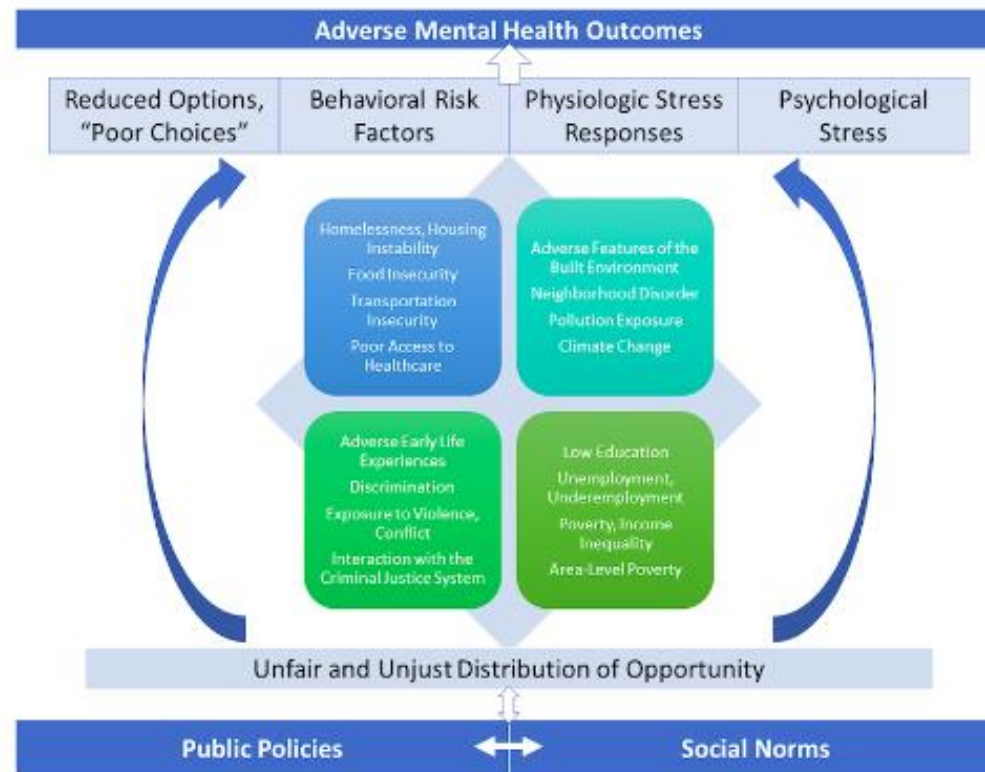 Adverse Mental Health Outcomes
Reduced Options,
“Poor Choices”
Behavioral Risk
Factors
Physiologic Stress
Responses
Psychological
Stress
Homelessness, Housing
Instability
Food Insecurity
Transportation
Insecurity
Poor Access to
Healthcare
Adverse Features of the
Built Environment
Neighborhood Disorder
Pollution Exposure
Climate Change
Adverse Early Life
Experiences
Discrimination
Exposure to Violence,
Conflict
Interaction with the
Criminal Justice System
Low Education
Unemployment,
Underemployment
Poverty, Income
Inequality
Area-Level Poverty
Unfair and Unjust Distribution of Opportunity
Public Policies
Social Norms